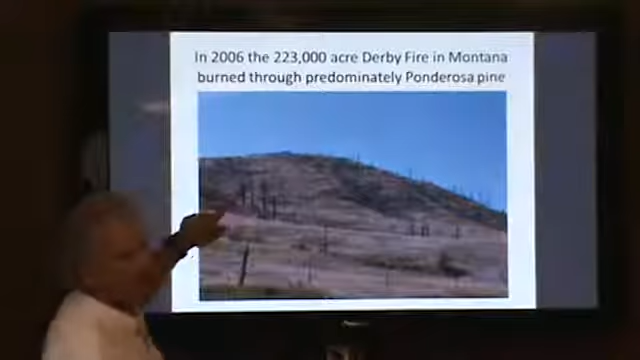 In 2006 the 223,000 acre Derby Fire in Montana
burned through predominately Ponderosa pine